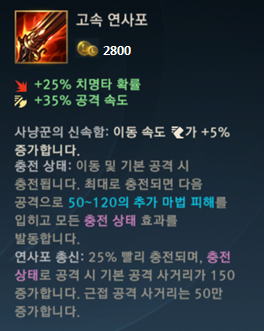 고속 연사포
2800
+25% 치명타 확률
+35% 공격 속도
사냥꾼의 신속함: 이동 속도 가 +5%
증가합니다.
충전 상태: 이동 및 기본 공격 시
충전됩니다. 최대로 충전되면 다음
공격으로 50~120의 추가 마법 피해를
입히고 모든 충전 상태 효과를
발동합니다.
연사포 총신: 25% 빨리 충전되며, 충전
상태로 공격 시 기본 공격 사거리가 150
증가합니다. 근접 공격 사거리는 50만
증가합니다.